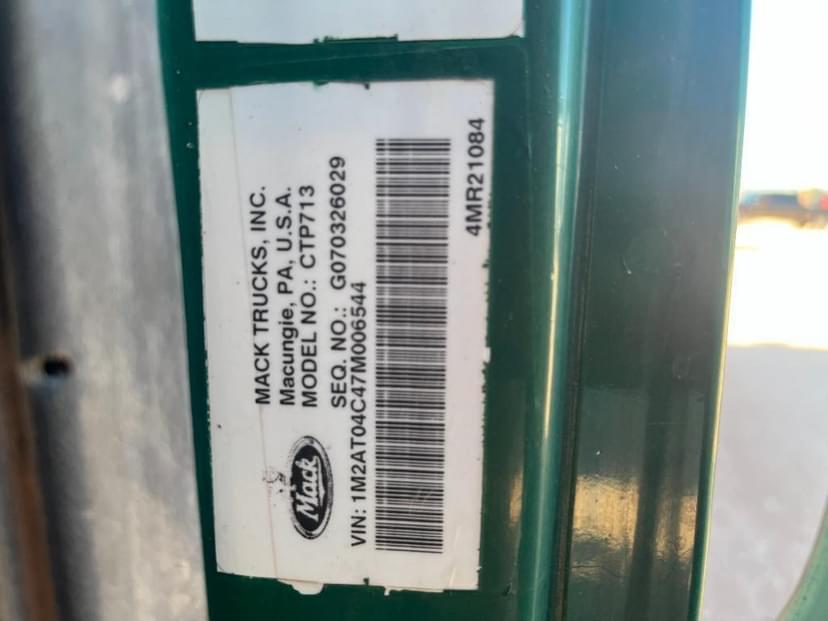 MACK TRUCKS, INC.
Macungie, PA, U.S.A.
MODEL NO.: CTP713
SEQ. NO.: G070326029
Mack
VIN: 1M2AT04C47M006544
4MR21084